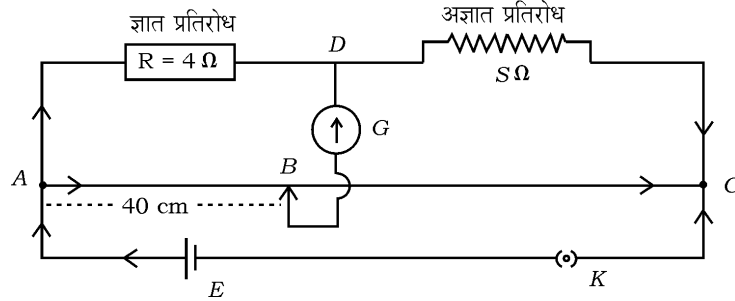 ज्ञात प्रतिरोध
अज्ञात प्रतिरोध
R = 4 Ω
D
S Ω
G
A
B
C
40 cm
E
K